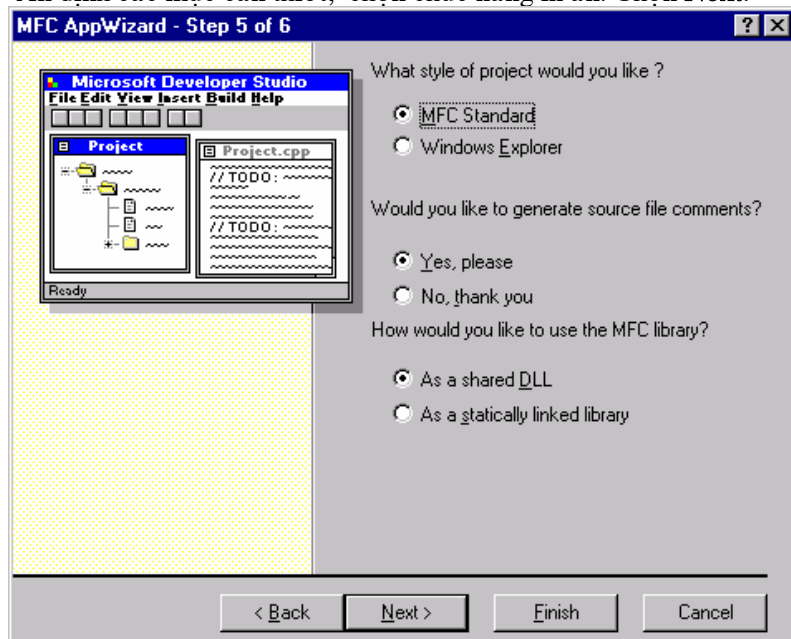 MFC AppWizard - Step 5 of 6
Microsoft Developer Studio
File Edit View Insert Build Help
Project
Project.cpp
//TODO:
//TODO:
Ready
What style of project would you like ?
MFC Standard
Windows Explorer
Would you like to generate source file comments?
Yes, please
No, thank you
How would you like to use the MFC library?
As a shared DLL
As a statically linked library
< Back
Next >
Finish
Cancel